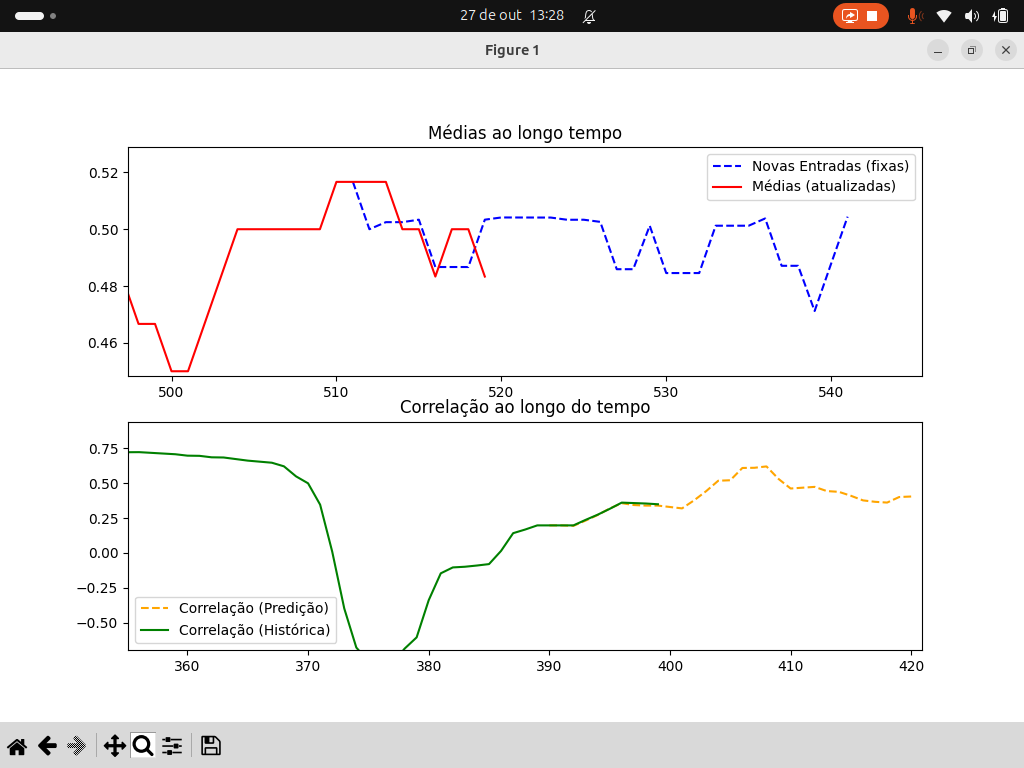 27 de out 13:28
Figure 1
Médias ao longo tempo
0.52
0.50
0.48
0.46
Novas Entradas (fixas)
Médias (atualizadas)
500 510 520 530 540
Correlação ao longo do tempo
0.75
0.50
0.25
0.00
−0.25
−0.50
Correlação (Predição)
Correlação (Histórica)
360 370 380 390 400 410 420